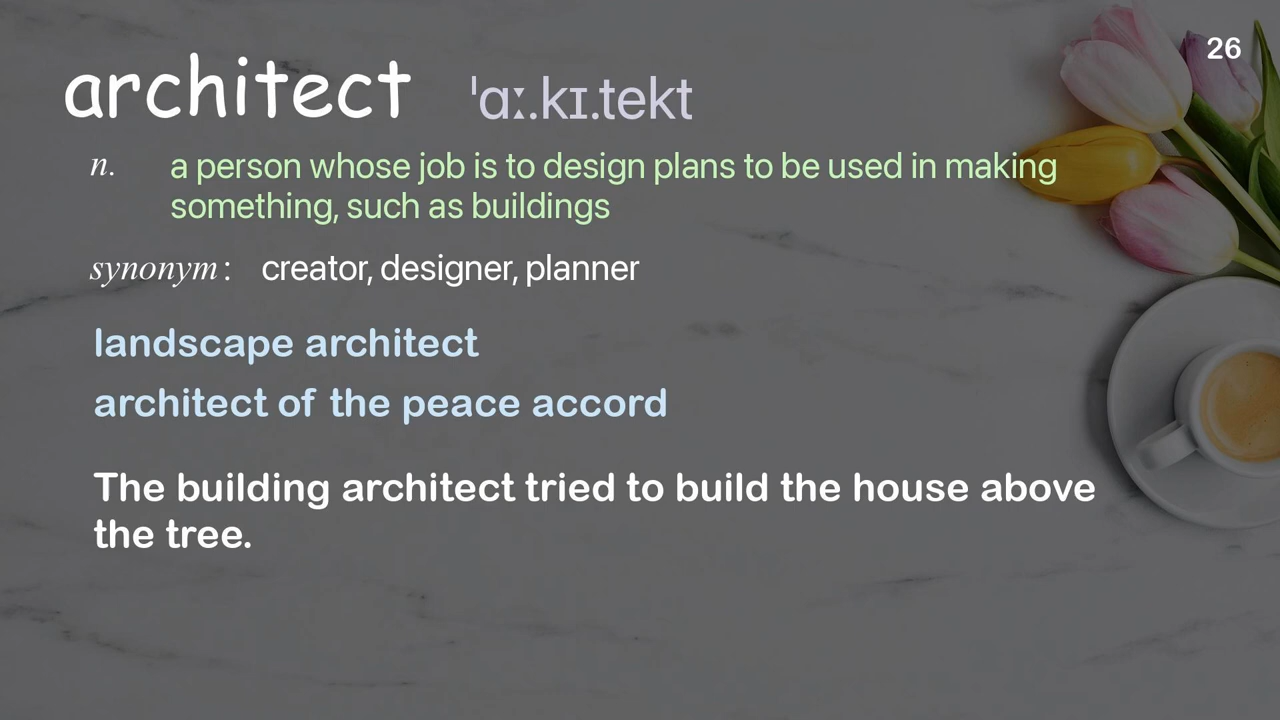 26
architect ˈɑː.kɪ.tekt
n. a person whose job is to design plans to be used in making
something, such as buildings
synonym: creator, designer, planner
landscape architect
architect of the peace accord
The building architect tried to build the house above
the tree.